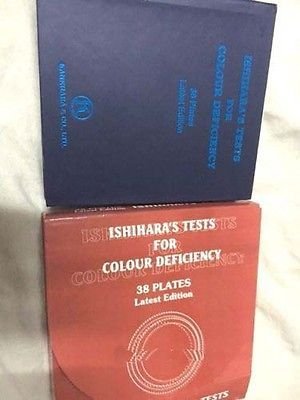 ISHIHARA'S TESTS
FOR
COLOUR DEFICIENCY
38 Plates
Latest Edition
KANEHARA & CO., LTD.
ISHIHARA'S TESTS
FOR
COLOUR DEFICIENCY
38 PLATES
Latest Edition
TESTS